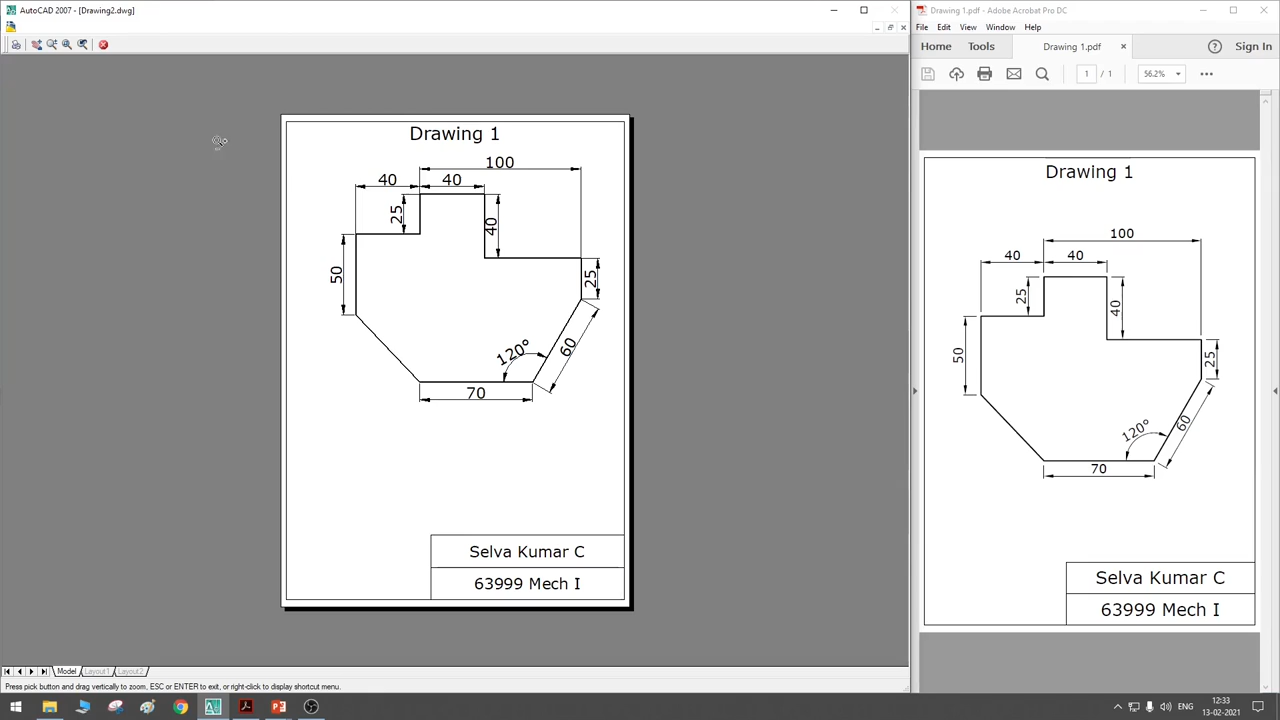 AutoCAD 2007 - [Drawing2.dwg]
Drawing 1
100
40
40
25
40
50
25
120°
60
70
Selva Kumar C
63999 Mech I
Model
Layout1
Layout2
Press pick button and drag vertically to zoom, ESC or ENTER to exit, or right-click to display shortcut menu.
Drawing 1.pdf - Adobe Acrobat Pro DC
File Edit View Window Help
Home Tools Drawing 1.pdf × ? Sign In
1 / 1 56.2%
Drawing 1
100
40
40
25
40
50
25
120°
60
70
Selva Kumar C
63999 Mech I
ENG
12:33
13-02-2021